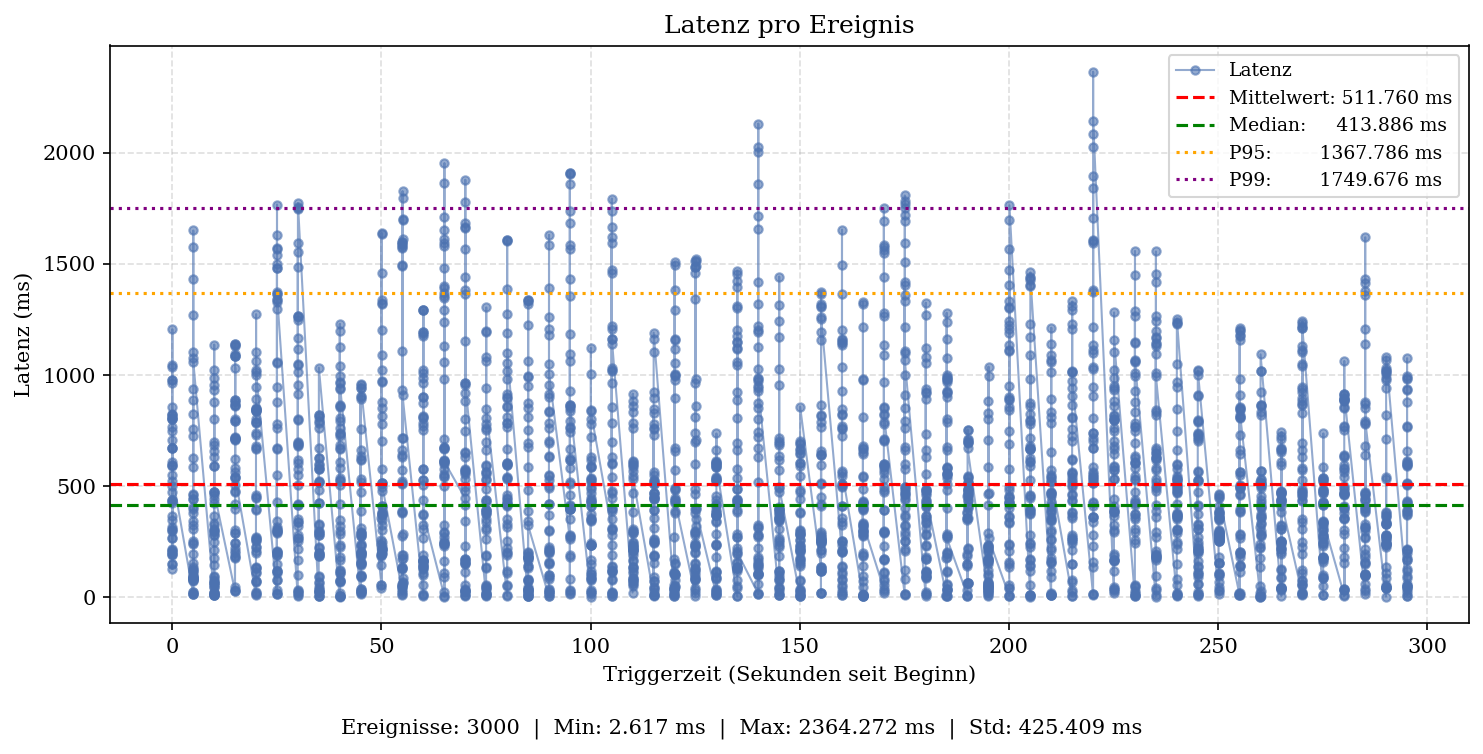 Latenz pro Ereignis
Latenz
Mittelwert: 511.760 ms
Median: 413.886 ms
P95: 1367.786 ms
P99: 1749.676 ms
Latenz (ms)
2000
1500
1000
500
0
0 50 100 150 200 250 300
Triggerzeit (Sekunden seit Beginn)
Ereignisse: 3000 | Min: 2.617 ms | Max: 2364.272 ms | Std: 425.409 ms